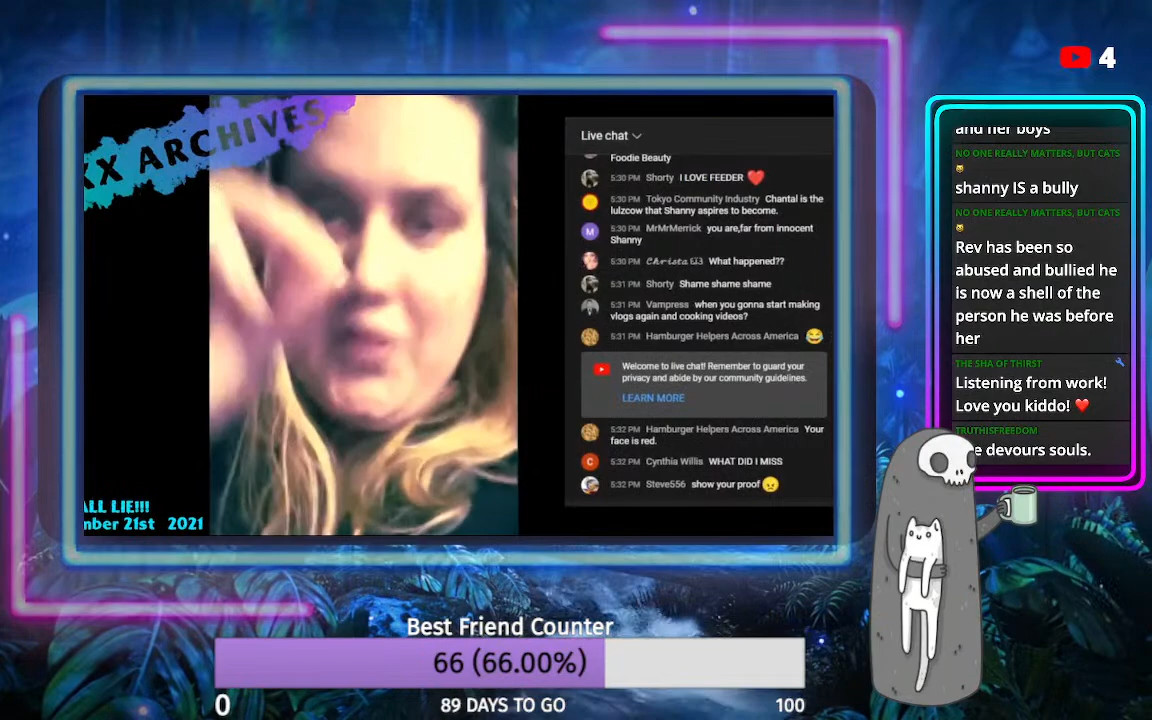 4
XX ARCHIVES
Live chat
Foodie Beauty
5:30 PM Shorty I LOVE FEEDER ❤️
5:30 PM Tokyo Community Industry Chantal is the
lulzcow that Shanny aspires to become.
M
5:30 PM MrMrMerrick you are,far from innocent
Shanny
5:30 PM What happened??
5:31 PM Shorty Shame shame shame
5:31 PM Vampress when you gonna start making
vlogs again and cooking videos?
5:31 PM Hamburger Helpers Across America 😂
Welcome to live chat! Remember to guard your
privacy and abide by our community guidelines.
LEARN MORE
5:32 PM Hamburger Helpers Across America Your
face is red.
C
5:32 PM Cynthia Willis WHAT DID I MISS
5:32 PM Steve556 show your proof 😠
ALL LIE!!!
mber 21st 2021
and her boys
NO ONE REALLY MATTERS, BUT CATS
🐱
shanny IS a bully
NO ONE REALLY MATTERS, BUT CATS
🐱
Rev has been so
abused and bullied he
is now a shell of the
person he was before
her
THE SHA OF THIRST
Listening from work!
Love you kiddo! ❤️
TRUTHISFREEDOM
e devours souls.
Best Friend Counter
66 (66.00%)
0
89 DAYS TO GO
100